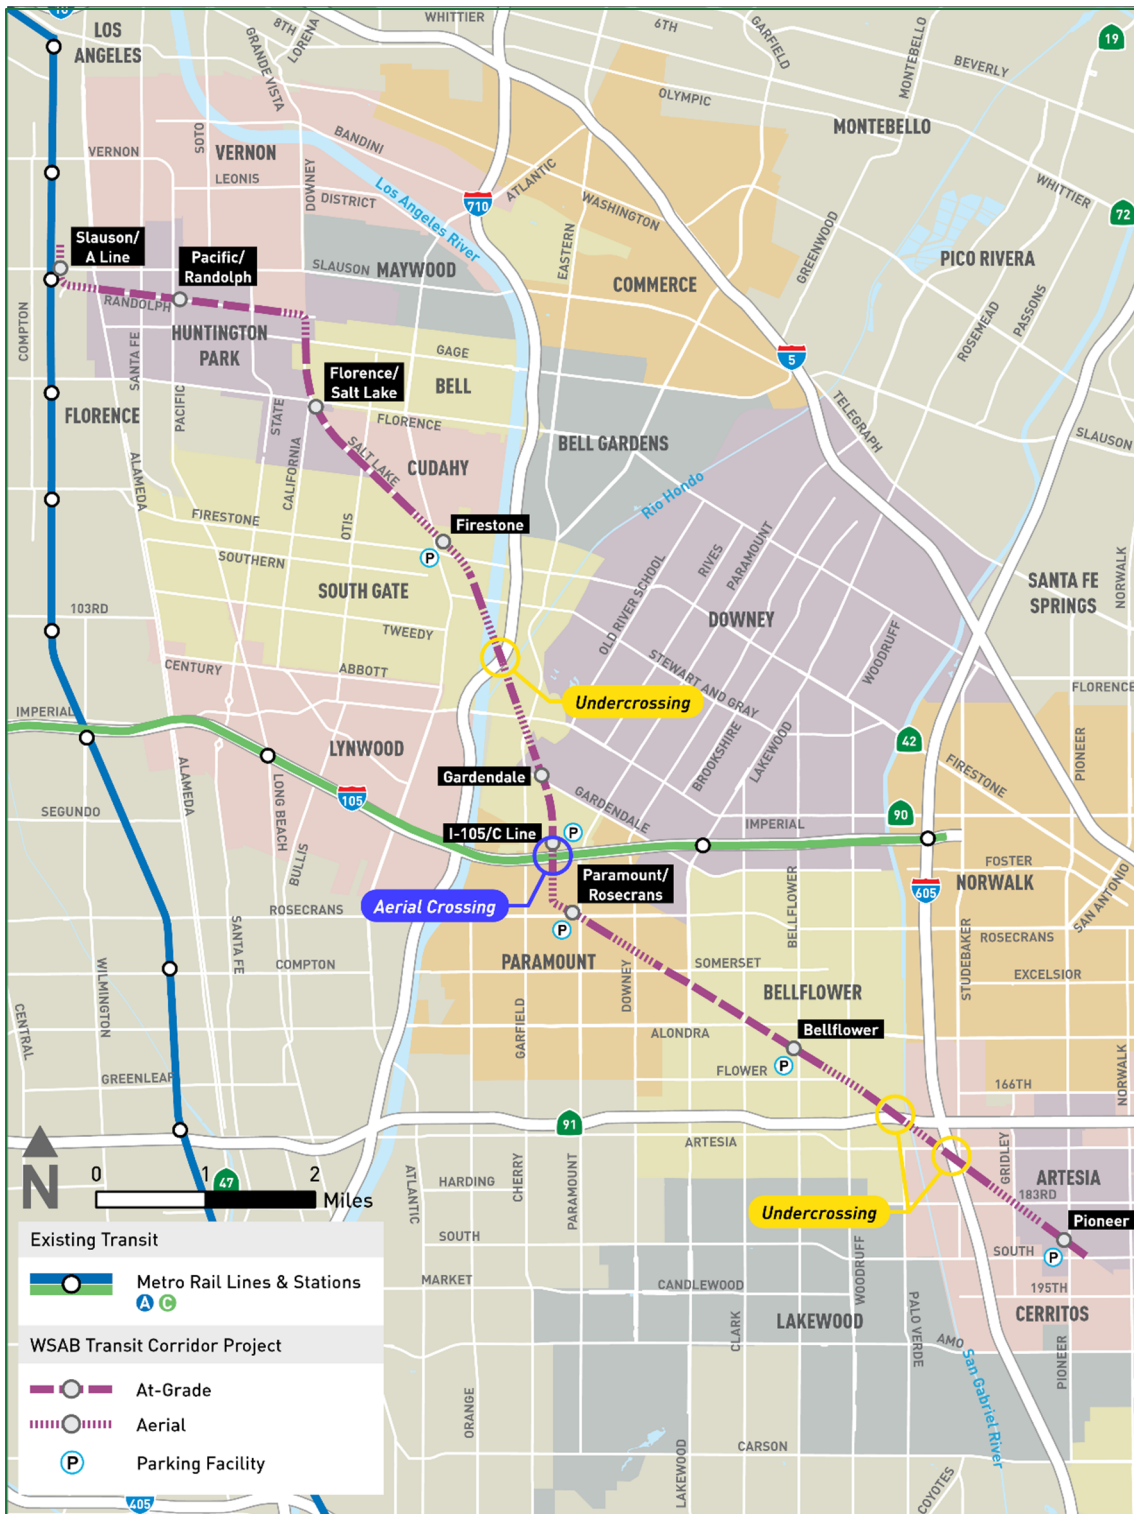 10
LOS
ANGELES
8TH
LORENA
GRANDE VISTA
WHITTIER
6TH
GARFIELD
MONTEBELLO
BEVERLY
19
OLYMPIC
MONTEBELLO
VERNON
SOTO
VERNON
BANDINI
LEONIS
DOWNEY
DISTRICT
Los Angeles River
710
ATLANTIC
WASHINGTON
WHITTIER
72
Slauson/
A Line
Pacific/
Randolph
SLAUSON
MAYWOOD
EASTERN
COMMERCE
GREENWOOD
PICO RIVERA
PASSONS
ROSEMEAD
COMPTON
RANDOLPH
HUNTINGTON
PARK
SANTA FE
GAGE
5
Florence/
Salt Lake
BELL
FLORENCE
PACIFIC
STATE
FLORENCE
TELEGRAPH
SLAUSON
CALIFORNIA
SALT LAKE
CUDAHY
BELL GARDENS
ALAMEDA
Rio Hondo
FIRESTONE
OTIS
Firestone
P
SOUTHERN
SOUTH GATE
OLD RIVER SCHOOL
RIVES
PARAMOUNT
DOWNEY
SANTA FE
SPRINGS
NORWALK
103RD
TWEEDY
WOODRUFF
CENTURY
ABBOTT
STEWART AND GRAY
FLORENCE
Undercrossing
IMPERIAL
LYNWOOD
BROOKSHIRE
LAKEWOOD
42
PIONEER
FIRESTONE
ALAMEDA
LONG BEACH
105
Gardendale
GARDENDALE
SEGUNDO
I-105/C Line
P
IMPERIAL
90
BULLIS
Paramount/
Rosecrans
FOSTER
NORWALK
605
SAN ANTONIO
Aerial Crossing
ROSECRANS
P
BELLFLOWER
ROSECRANS
SANTA FE
COMPTON
PARAMOUNT
DOWNEY
SOMERSET
STUDEBAKER
EXCELSIOR
WILMINGTON
BELLFLOWER
CENTRAL
GARFIELD
ALONDRA
Bellflower
P
FLOWER
NORWALK
GREENLEAF
166TH
91
N
0 1 2
Miles
47
ARTESIA
GRIDLEY
ARTESIA
ATLANTIC
HARDING
CHERRY
PARAMOUNT
183RD
Undercrossing
Pioneer
P
SOUTH
SOUTH
WOODRUFF
MARKET
CANDLEWOOD
195TH
CLARK
LAKEWOOD
PALO VERDE
CERRITOS
AMO
PIONEER
San Gabriel River
ORANGE
LAKEWOOD
CARSON
COYOTES
405
Existing Transit
Metro Rail Lines & Stations
A C
WSAB Transit Corridor Project
At-Grade
Aerial
P Parking Facility